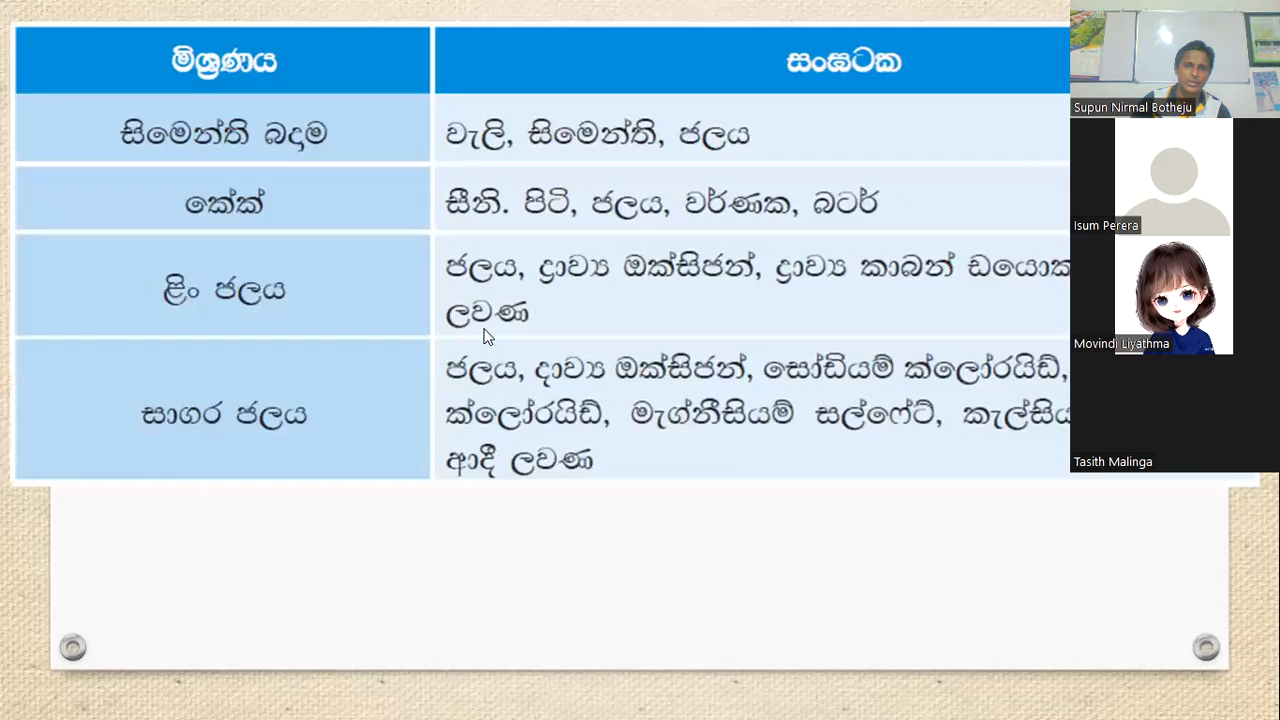 මිශ්‍රණය
සංඝටක
සිමෙන්ති බදාම
වැලි, සිමෙන්ති, ජලය
කේක්
සීනි. පිටි, ජලය, වර්ණක, බටර්
ළිං ජලය
ජලය, ද්‍රාව්‍ය ඔක්සිජන්, ද්‍රාව්‍ය කාබන්
ලවණ
සාගර ජලය
ජලය, දාව්‍ය ඔක්සිජන්, සෝඩියම් ක්ලෝරයිඩ්,
ක්ලෝරයිඩ්, මැග්නීසියම් සල්ෆේට්,
ආදී ලවණ
Supun Nirmal Botheju
Isum Perera
Movindi Liyathma
Tasith Malinga